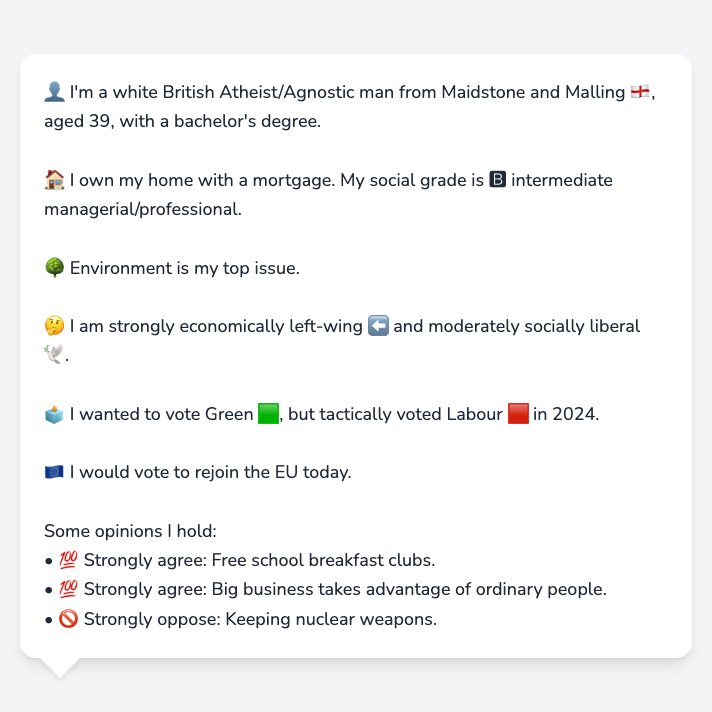 👤 I'm a white British Atheist/Agnostic man from Maidstone and Malling 🏴󠁧󠁢󠁥󠁮󠁧󠁿,
aged 39, with a bachelor's degree.
🏠 I own my home with a mortgage. My social grade is 🅱 intermediate
managerial/professional.
🌳 Environment is my top issue.
🤔 I am strongly economically left-wing ⬅️ and moderately socially liberal
🕊️.
🗳️ I wanted to vote Green 🟩, but tactically voted Labour 🟥 in 2024.
🇪🇺 I would vote to rejoin the EU today.
Some opinions I hold:
• 💯 Strongly agree: Free school breakfast clubs.
• 💯 Strongly agree: Big business takes advantage of ordinary people.
• 🚫 Strongly oppose: Keeping nuclear weapons.